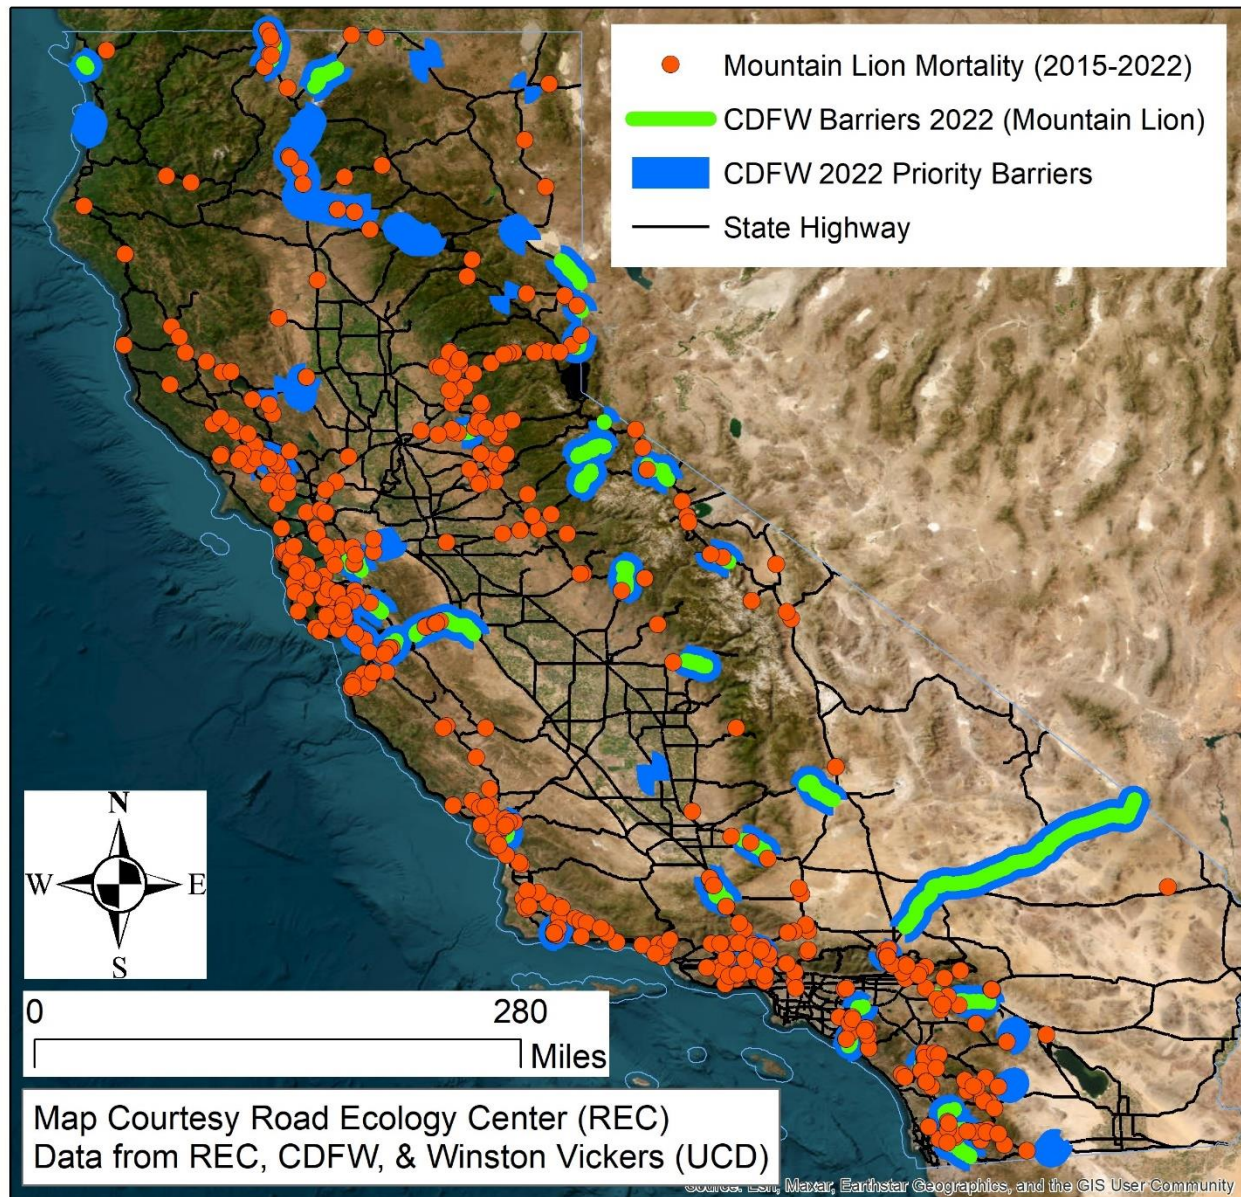 Mountain Lion Mortality (2015-2022)
CDFW Barriers 2022 (Mountain Lion)
CDFW 2022 Priority Barriers
State Highway
N
W E
S
0 280
Miles
Map Courtesy Road Ecology Center (REC)
Data from REC, CDFW, & Winston Vickers (UCD)
Source: Esri, Maxar, Earthstar Geographics, and the GIS User Community